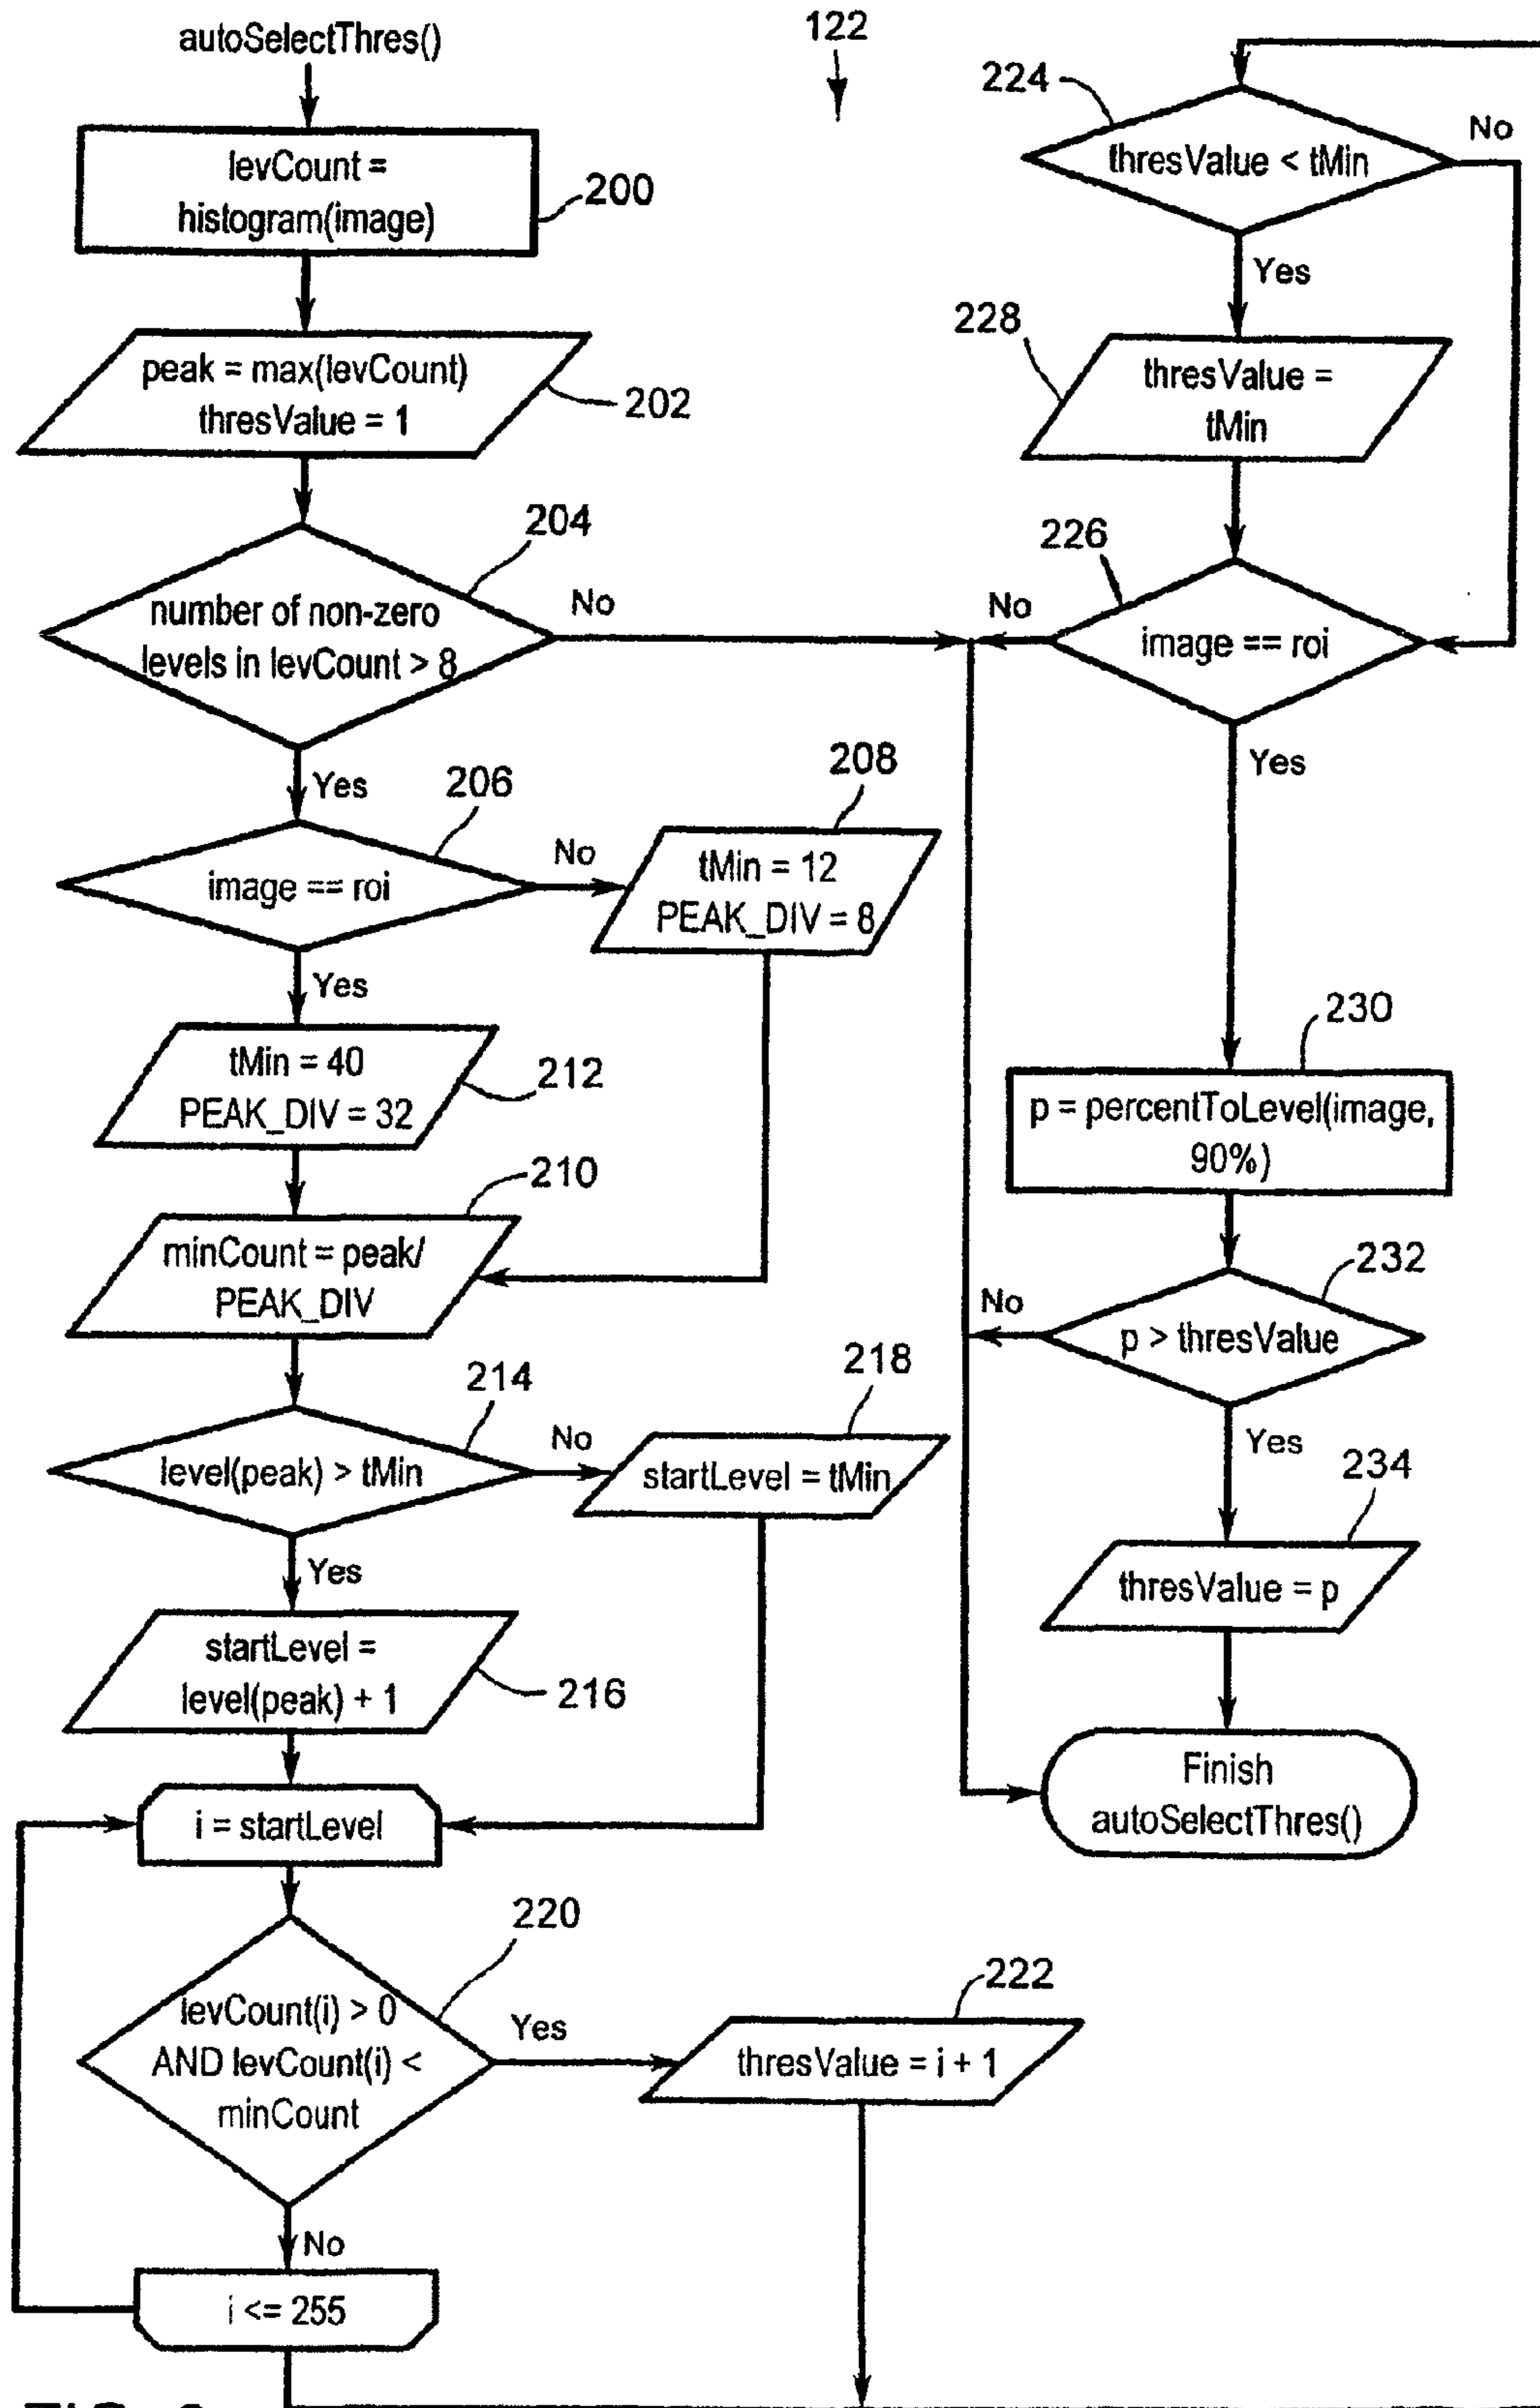 autoSelectThres()
122
levCount =
histogram(image)
200
peak = max(levCount)
thresValue = 1
202
204
number of non-zero
levels in levCount > 8
No
Yes
206
image == roi
No
208
tMin = 12
PEAK_DIV = 8
Yes
tMin = 40
PEAK_DIV = 32
212
210
minCount = peak/
PEAK_DIV
214
level(peak) > tMin
No
218
startLevel = tMin
Yes
startLevel =
level(peak) + 1
216
i = startLevel
220
levCount(i) > 0
AND levCount(i) <
minCount
Yes
222
thresValue = i + 1
No
i <= 255
224
thresValue < tMin
No
Yes
228
thresValue =
tMin
226
No
image == roi
Yes
230
p = percentToLevel(image,
90%)
232
No
p > thresValue
Yes
234
thresValue = p
Finish
autoSelectThres()